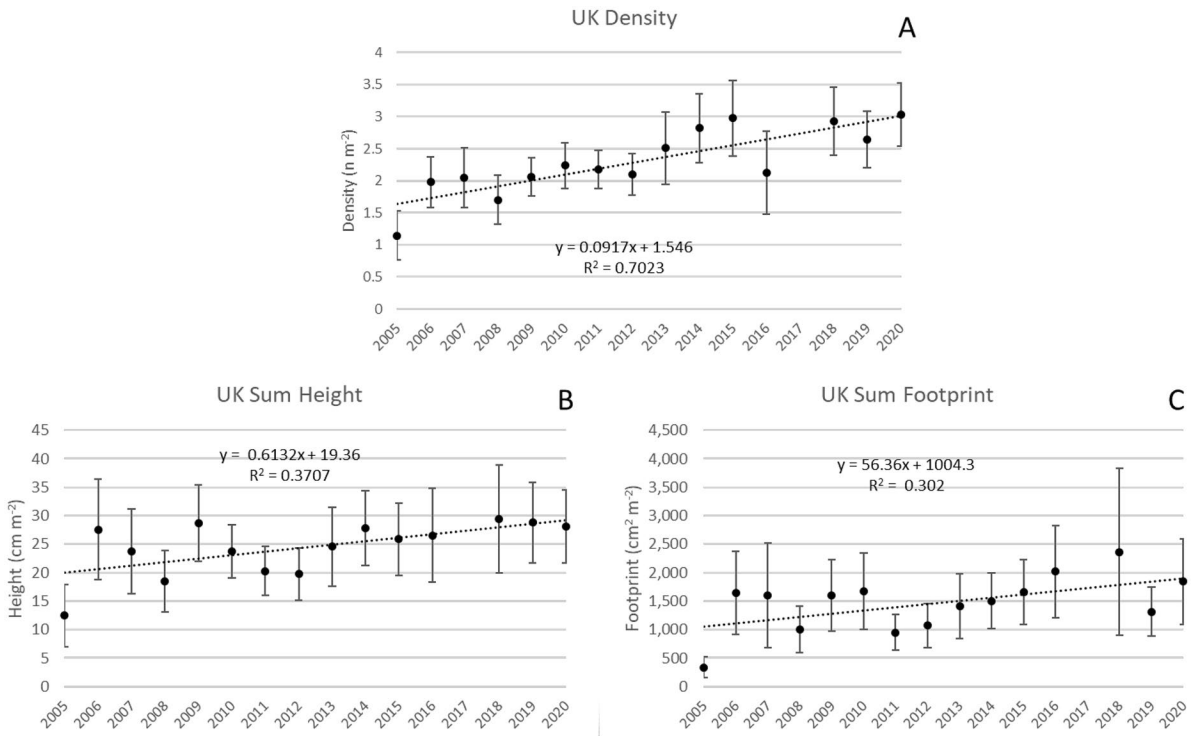 UK Density
A
Density (n m⁻²)
4
3.5
3
2.5
2
1.5
1
0.5
0
y = 0.0917x + 1.546
R² = 0.7023
2005 2006 2007 2008 2009 2010 2011 2012 2013 2014 2015 2016 2018 2019 2020
UK Sum Height
B
Height (cm m⁻²)
45
40
35
30
25
20
15
10
5
0
y = 0.6132x + 19.36
R² = 0.3707
2005 2006 2007 2008 2009 2010 2011 2012 2013 2014 2015 2016 2018 2019 2020
UK Sum Footprint
C
Footprint (cm² m⁻²)
4,500
4,000
3,500
3,000
2,500
2,000
1,500
1,000
500
0
y = 56.36x + 1004.3
R² = 0.302
2005 2006 2007 2008 2009 2010 2011 2012 2013 2014 2015 2016 2018 2019 2020